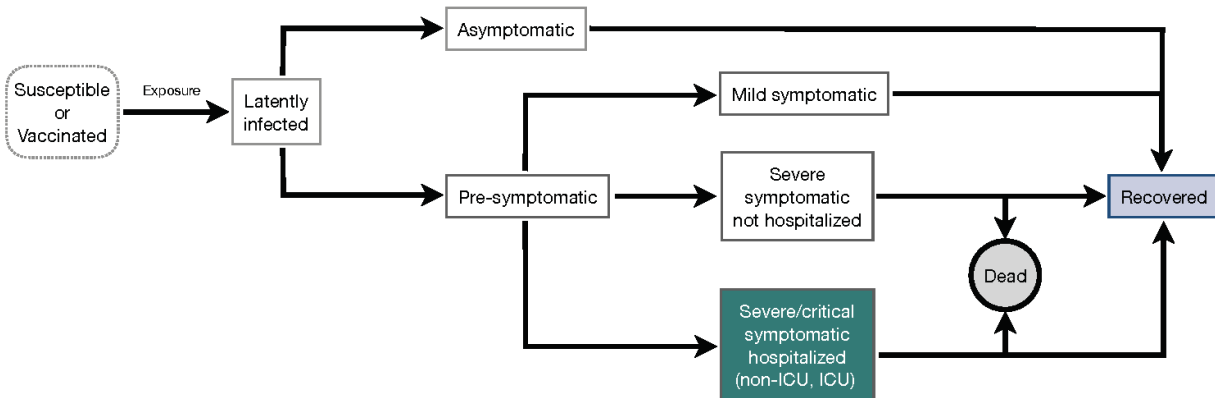 Susceptible
or
Vaccinated
Exposure
Latently
infected
Asymptomatic
Mild symptomatic
Pre-symptomatic
Severe
symptomatic
not hospitalized
Recovered
Dead
Severe/critical
symptomatic
hospitalized
(non-ICU, ICU)